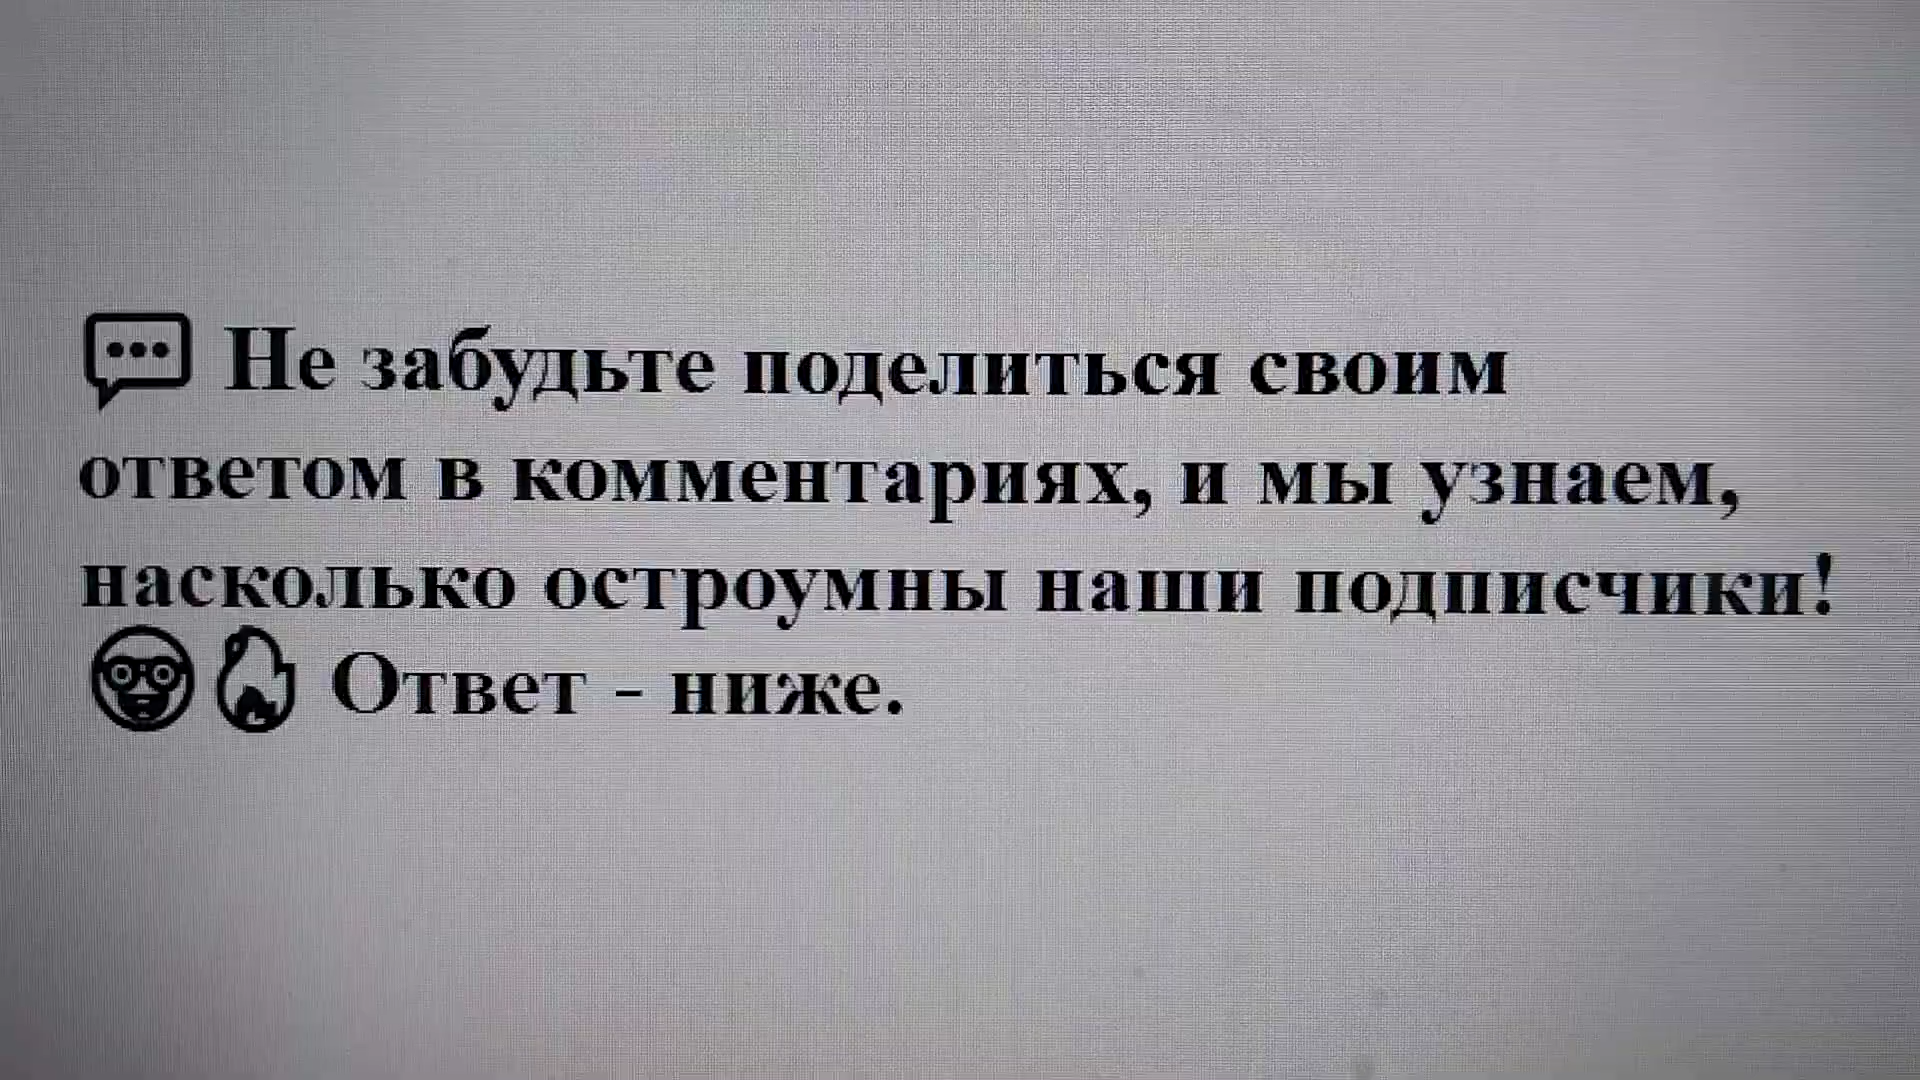 💬 Не забудьте поделиться своим
ответом в комментариях, и мы узнаем,
насколько остроумны наши подписчики!
🤓🔥 Ответ - ниже.